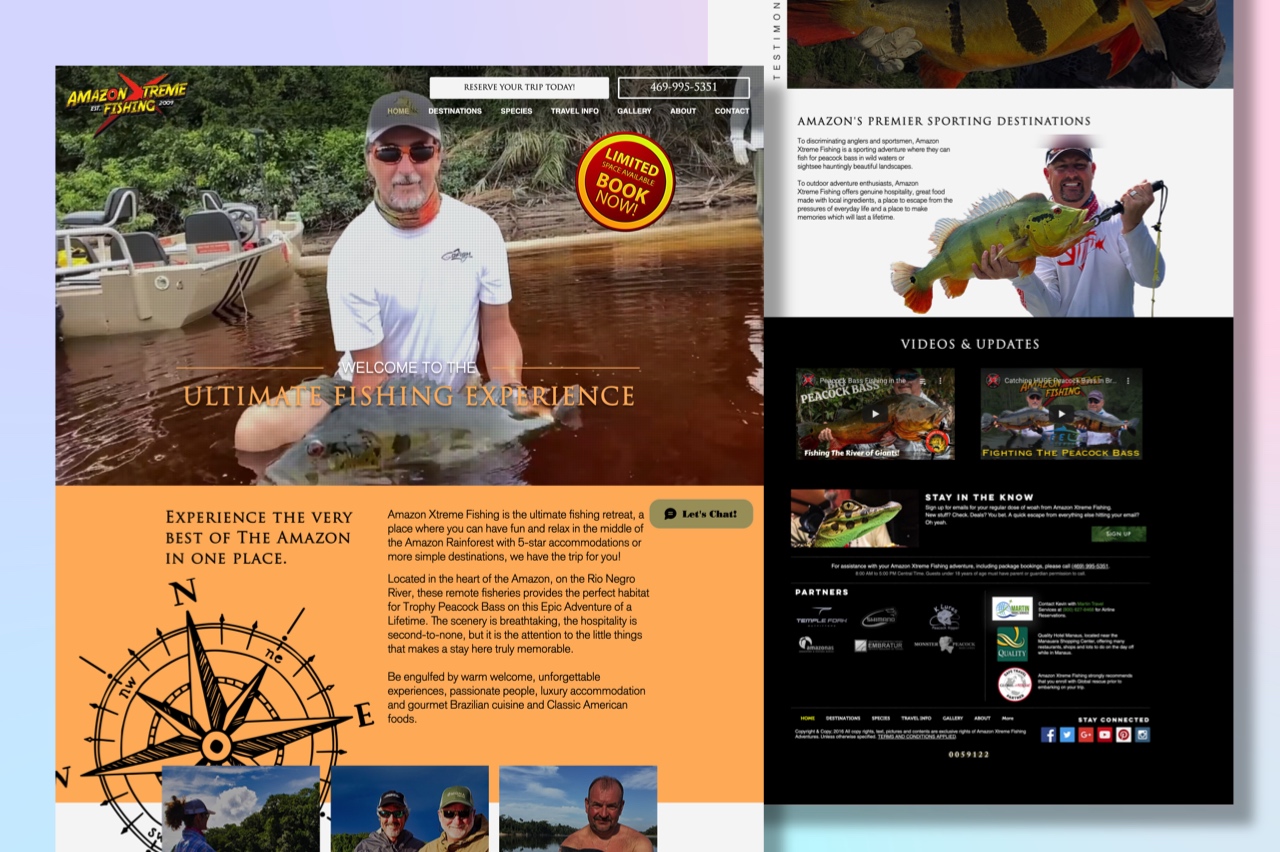 AMAZON XTREME
EST. FISHING 2009
RESERVE YOUR TRIP TODAY!
469-995-5351
HOME DESTINATIONS SPECIES TRAVEL INFO GALLERY ABOUT CONTACT
LIMITED
SPACE AVAILABLE
BOOK
NOW!
WELCOME TO THE
ULTIMATE FISHING EXPERIENCE
Experience the very
best of The Amazon
in one place.
Amazon Xtreme Fishing is the ultimate fishing retreat, a
place where you can have fun and relax in the middle of
the Amazon Rainforest with 5-star accommodations or
more simple destinations, we have the trip for you!
Let's Chat!
Located in the heart of the Amazon, on the Rio Negro
River, these remote fisheries provides the perfect habitat
for Trophy Peacock Bass on this Epic Adventure of a
Lifetime. The scenery is breathtaking, the hospitality is
second-to-none, but it is the attention to the little things
that makes a stay here truly memorable.
Be engulfed by warm welcome, unforgettable
experiences, passionate people, luxury accommodation
and gourmet Brazilian cuisine and Classic American
foods.
N
ne
nw
E
W
sw
TESTIMON
AMAZON'S PREMIER SPORTING DESTINATIONS
To discriminating anglers and sportsmen, Amazon
Xtreme Fishing is a sporting adventure where they can
fish for peacock bass in wild waters or
sightsee hauntingly beautiful landscapes.
To outdoor adventure enthusiasts, Amazon
Xtreme Fishing offers genuine hospitality, great food
made with local ingredients, a place to escape from the
pressures of everyday life and a place to make
memories which will last a lifetime.
VIDEOS & UPDATES
Peacock Bass Fishing in the
PEACOCK BASS
Fishing The River of Giants!
Catching HUGE Peacock Bass in Br...
FISHING
FIGHTING THE PEACOCK BASS
STAY IN THE KNOW
Sign up for emails for your regular dose of woah from Amazon Xtreme Fishing.
New stuff? Check. Deals? You bet. A quick escape from everything else hitting your email?
Oh yeah.
SIGN UP
For assistance with your Amazon Xtreme Fishing adventure, including package bookings, please call (469) 995-5351.
8:00 AM to 5:00 PM Central Time. Guests under 18 years of age must have parent or guardian permission to call.
PARTNERS
TEMPLE FORK
SHIMANO
K Lures
amazonas
EMBRATUR
MONSTER PEACOCK
MARTIN
Contact Kevin with Martin Travel
Services at for Airline
Reservations.
QUALITY
Quality Hotel Manaus, located near the
Manauara Shopping Center, offering many
restaurants, shops and lots to do on the day off
while in Manaus.
Amazon Xtreme Fishing strongly recommends
that you enroll with Global rescue prior to
embarking on your trip.
HOME DESTINATIONS SPECIES TRAVEL INFO GALLERY ABOUT More
Copyright & Copy. 2016 All copy rights, text, pictures and contents are exclusive rights of Amazon Xtreme Fishing
Adventures. Unless otherwise specified. TERMS AND CONDITIONS APPLIED.
STAY CONNECTED
0059122